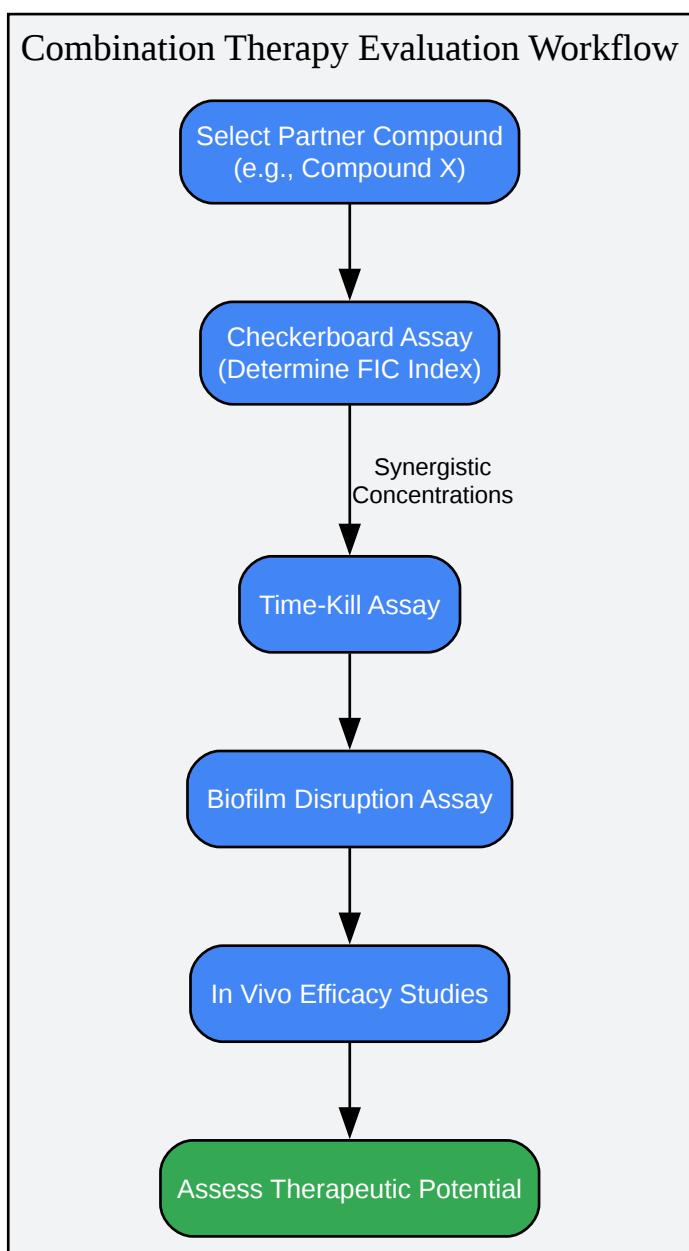 Combination Therapy Evaluation Workflow
Select Partner Compound
(e.g., Compound X)
Checkerboard Assay
(Determine FIC Index)
Synergistic
Concentrations
Time-Kill Assay
Biofilm Disruption Assay
In Vivo Efficacy Studies
Assess Therapeutic Potential